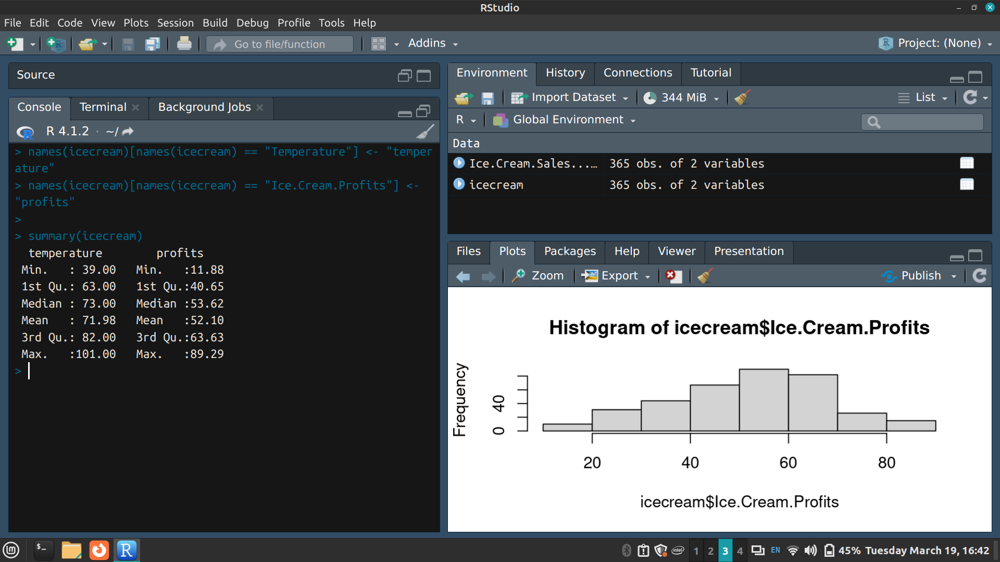 RStudio
File Edit Code View Plots Session Build Debug Profile Tools Help
Go to file/function Addins Project: (None)
Source
Console Terminal Background Jobs
R 4.1.2 · ~/
> names(icecream)[names(icecream) == "Temperature"] <- "temper
ature"
> names(icecream)[names(icecream) == "Ice.Cream.Profits"] <-
"profits"
>
> summary(icecream)
temperature profits
Min. : 39.00 Min. :11.88
1st Qu.: 63.00 1st Qu.:40.65
Median : 73.00 Median :53.62
Mean : 71.98 Mean :52.10
3rd Qu.: 82.00 3rd Qu.:63.63
Max. :101.00 Max. :89.29
>
Environment History Connections Tutorial
Import Dataset 344 MiB List
R Global Environment
Data
Ice.Cream.Sales...… 365 obs. of 2 variables
icecream 365 obs. of 2 variables
Files Plots Packages Help Viewer Presentation
Zoom Export Publish
Histogram of icecream$Ice.Cream.Profits
Frequency
0 40
20 40 60 80
icecream$Ice.Cream.Profits
$_ R intel 1 2 3 4 EN 45% Tuesday March 19, 16:42